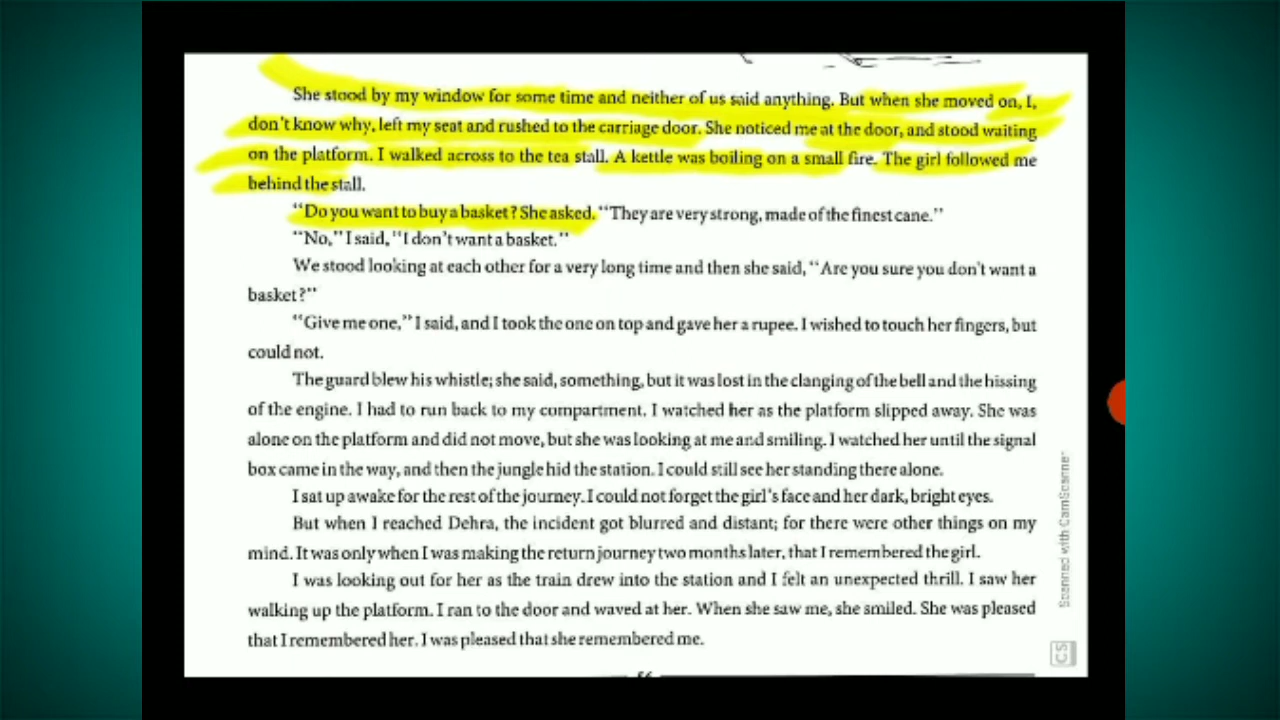 She stood by my window for some time and neither of us said anything. But when she moved on, I,
don't know why, left my seat and rushed to the carriage door. She noticed me at the door, and stood waiting
on the platform. I walked across to the tea stall. A kettle was boiling on a small fire. The girl followed me
behind the stall.
"Do you want to buy a basket? She asked. "They are very strong, made of the finest cane."
"No," I said, "I don't want a basket."
We stood looking at each other for a very long time and then she said, "Are you sure you don't want a
basket?"
"Give me one," I said, and I took the one on top and gave her a rupee. I wished to touch her fingers, but
could not.
The guard blew his whistle; she said, something, but it was lost in the clanging of the bell and the hissing
of the engine. I had to run back to my compartment. I watched her as the platform slipped away. She was
alone on the platform and did not move, but she was looking at me and smiling. I watched her until the signal
box came in the way, and then the jungle hid the station. I could still see her standing there alone.
I sat up awake for the rest of the journey. I could not forget the girl's face and her dark, bright eyes.
But when I reached Dehra, the incident got blurred and distant; for there were other things on my
mind. It was only when I was making the return journey two months later, that I remembered the girl.
I was looking out for her as the train drew into the station and I felt an unexpected thrill. I saw her
walking up the platform. I ran to the door and waved at her. When she saw me, she smiled. She was pleased
that I remembered her. I was pleased that she remembered me.
Scanned with CamScanner
CS